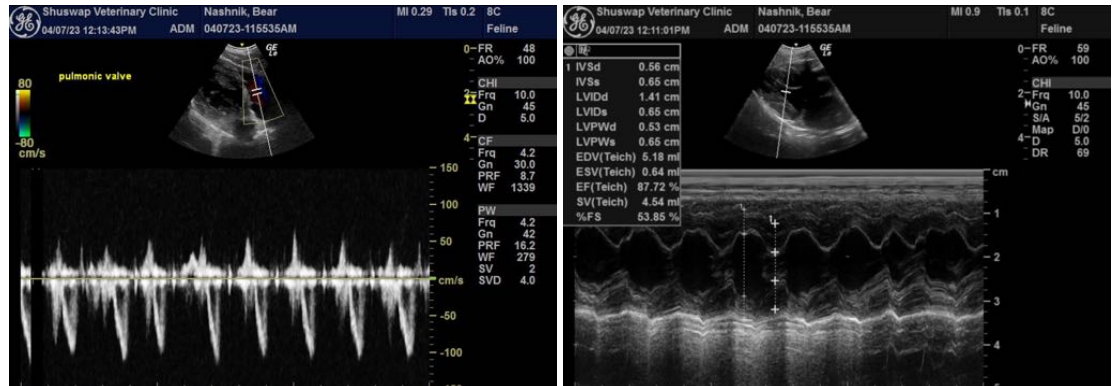 Shuswap Veterinary Clinic Nashnik, Bear MI 0.29 TIs 0.2 8C
04/07/23 12:13:43PM ADM 040723-115535AM Feline
GE
pulmonic valve
80
-80
cm/s
0
2
4
FR 48
AO% 100
CHI
Frq 10.0
Gn 45
D 5.0
CF
Frq 4.2
Gn 30.0
PRF 8.7
WF 1339
PW
Frq 4.2
Gn 42
PRF 16.2
WF 279
SV 2
SVD 4.0
150
100
50
cm/s
-50
-100
Shuswap Veterinary Clinic Nashnik, Bear MI 0.9 TIs 0.1 8C
04/07/23 12:11:01PM ADM 040723-115535AM Feline
GE
1 IVSd 0.56 cm
IVSs 0.65 cm
LVIDd 1.41 cm
LVIDs 0.65 cm
LVPWd 0.53 cm
LVPWs 0.65 cm
EDV(Teich) 5.18 ml
ESV(Teich) 0.64 ml
EF(Teich) 87.72 %
SV(Teich) 4.54 ml
%FS 53.85 %
0
2
4
FR 59
AO% 100
CHI
Frq 10.0
Gn 45
S/A 5/2
Map D/0
D 5.0
DR 69
cm
1
2
3
4